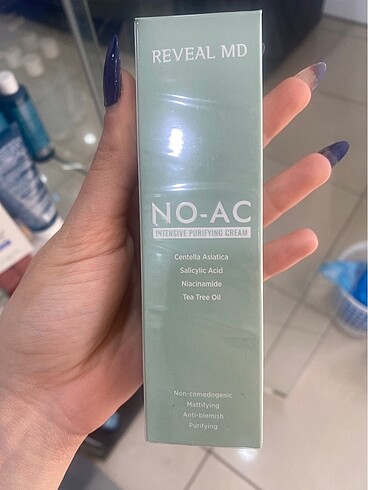 REVEAL MD
NO-AC
INTENSIVE PURIFYING CREAM
Centella Asiatica
Salicylic Acid
Niacinamide
Tea Tree Oil
Non-comedogenic
Mattifying
Anti-blemish
Purifying